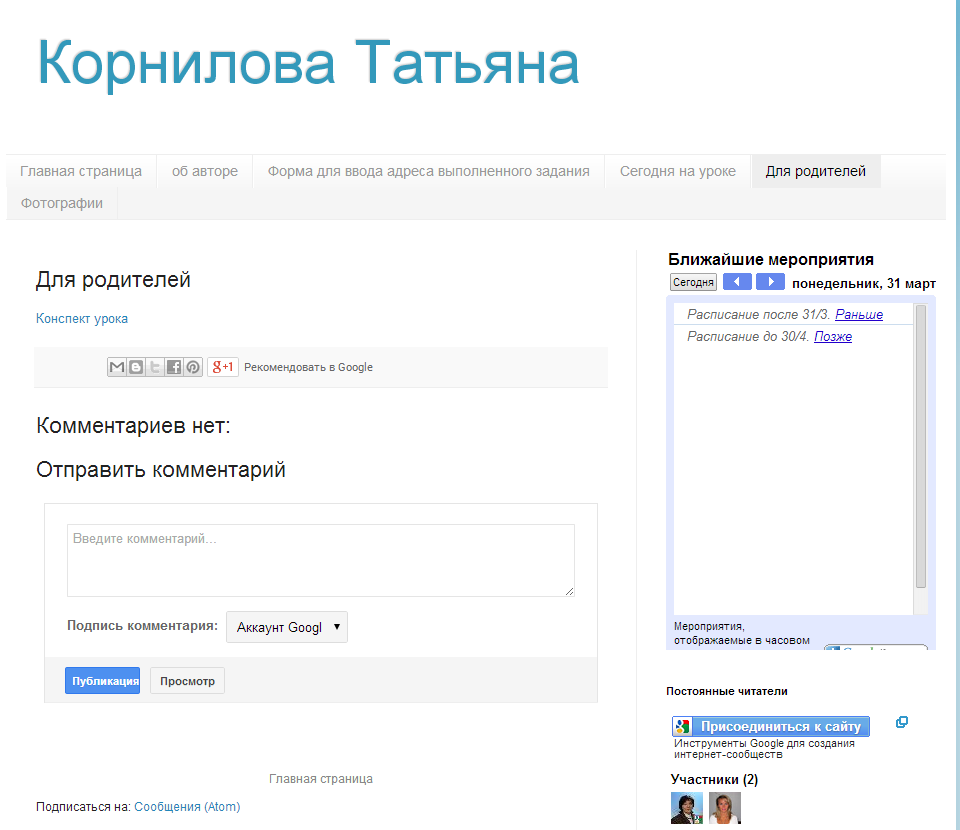 Корнилова Татьяна
Главная страница
об авторе
Форма для ввода адреса выполненного задания
Сегодня на уроке
Для родителей
Фотографии
Для родителей
Конспект урока
g+1 Рекомендовать в Google
Комментариев нет:
Отправить комментарий
Введите комментарий...
Подпись комментария: Аккаунт Googl
Публикация Просмотр
Главная страница
Подписаться на: Сообщения (Atom)
Ближайшие мероприятия
Сегодня понедельник, 31 март
Расписание после 31/3. Раньше
Расписание до 30/4. Позже
Мероприятия,
отображаемые в часовом
Постоянные читатели
Присоединиться к сайту
Инструменты Google для создания
интернет-сообществ
Участники (2)